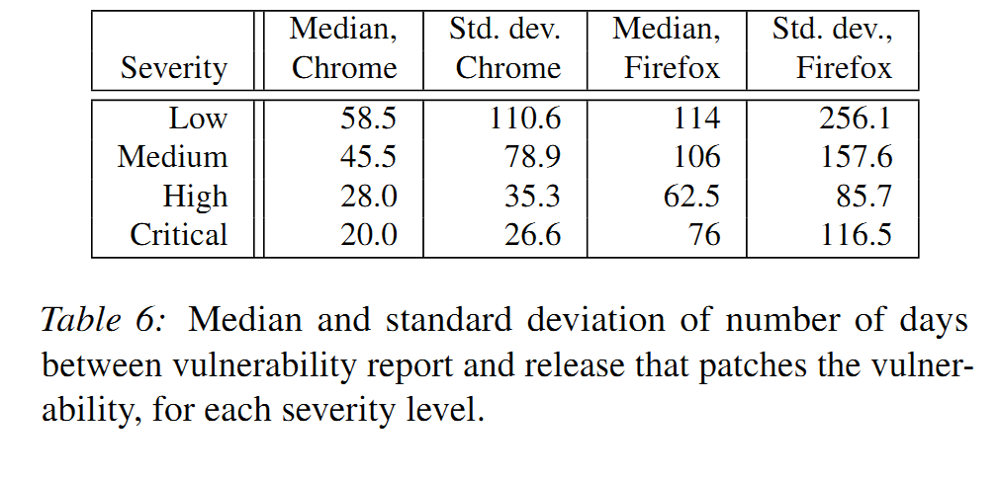 Median, Std. dev. Median, Std. dev.,
Severity Chrome Chrome Firefox Firefox
Low 58.5 110.6 114 256.1
Medium 45.5 78.9 106 157.6
High 28.0 35.3 62.5 85.7
Critical 20.0 26.6 76 116.5
Table 6: Median and standard deviation of number of days
between vulnerability report and release that patches the vulner-
ability, for each severity level.